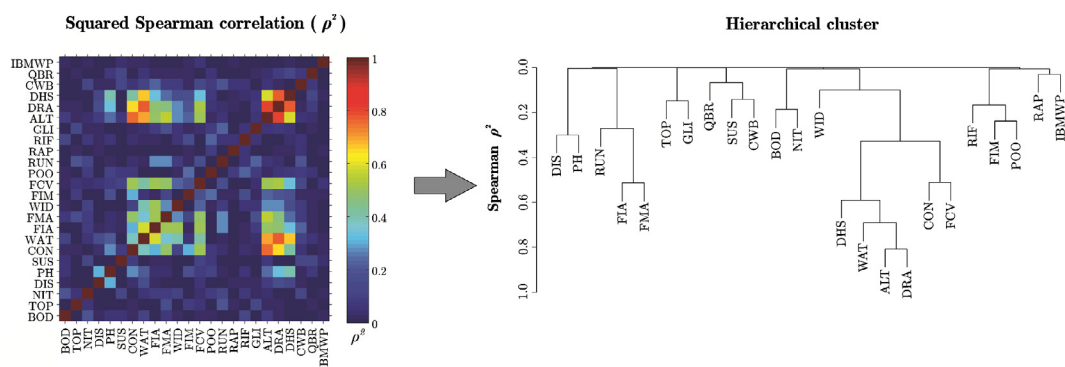 Squared Spearman correlation ( ρ² )
IBMWP
QBR
CWB
DHS
DRA
ALT
GLI
RIF
RAP
RUN
POO
FCV
FIM
WID
FMA
FIA
WAT
CON
SUS
PH
DIS
NIT
TOP
BOD
BOD TOP NIT DIS PH SUS CON WAT FIA FMA WID FIM FCV POO RUN RAP RIF GLI ALT DRA DHS CWB QBR BMWP
1
0.8
0.6
0.4
0.2
0
ρ²
Hierarchical cluster
Spearman ρ²
0.0
0.2
0.4
0.6
0.8
1.0
DIS PH RUN FIA FMA TOP GLI QBR SUS CWB BOD NIT WID DHS WAT ALT DRA CON FCV RIF FIM POO RAP IBMWP